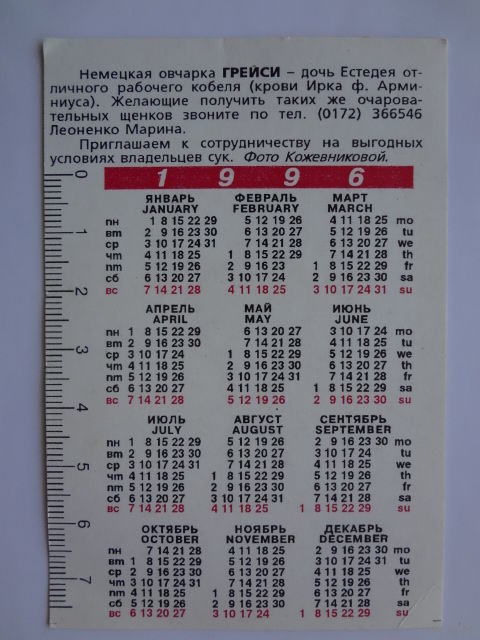 Немецкая овчарка ГРЕЙСИ – дочь Естедея от-
личного рабочего кобеля (крови Ирка ф. Арми-
ниуса). Желающие получить таких же очарова-
тельных щенков звоните по тел. (0172) 366546
Леоненко Марина.
Приглашаем к сотрудничеству на выгодных
условиях владельцев сук. Фото Кожевниковой.
0 1 2 3 4 5 6 7
1 9 9 6
ЯНВАРЬ ФЕВРАЛЬ МАРТ
JANUARY FEBRUARY MARCH
пн 1 8 15 22 29 5 12 19 26 4 11 18 25 mo
вт 2 9 16 23 30 6 13 20 27 5 12 19 26 tu
ср 3 10 17 24 31 7 14 21 28 6 13 20 27 we
чт 4 11 18 25 1 8 15 22 29 7 14 21 28 th
пт 5 12 19 26 2 9 16 23 1 8 15 22 29 fr
сб 6 13 20 27 3 10 17 24 2 9 16 23 30 sa
вс 7 14 21 28 4 11 18 25 3 10 17 24 31 su
АПРЕЛЬ МАЙ ИЮНЬ
APRIL MAY JUNE
пн 1 8 15 22 29 6 13 20 27 3 10 17 24 mo
вт 2 9 16 23 30 7 14 21 28 4 11 18 25 tu
ср 3 10 17 24 1 8 15 22 29 5 12 19 26 we
чт 4 11 18 25 2 9 16 23 30 6 13 20 27 th
пт 5 12 19 26 3 10 17 24 31 7 14 21 28 fr
сб 6 13 20 27 4 11 18 25 1 8 15 22 29 sa
вс 7 14 21 28 5 12 19 26 2 9 16 23 30 su
ИЮЛЬ АВГУСТ СЕНТЯБРЬ
JULY AUGUST SEPTEMBER
пн 1 8 15 22 29 5 12 19 26 2 9 16 23 30 mo
вт 2 9 16 23 30 6 13 20 27 3 10 17 24 tu
ср 3 10 17 24 31 7 14 21 28 4 11 18 25 we
чт 4 11 18 25 1 8 15 22 29 5 12 19 26 th
пт 5 12 19 26 2 9 16 23 30 6 13 20 27 fr
сб 6 13 20 27 3 10 17 24 31 7 14 21 28 sa
вс 7 14 21 28 4 11 18 25 1 8 15 22 29 su
ОКТЯБРЬ НОЯБРЬ ДЕКАБРЬ
OCTOBER NOVEMBER DECEMBER
пн 7 14 21 28 4 11 18 25 2 9 16 23 30 mo
вт 1 8 15 22 29 5 12 19 26 3 10 17 24 31 tu
ср 2 9 16 23 30 6 13 20 27 4 11 18 25 we
чт 3 10 17 24 31 7 14 21 28 5 12 19 26 th
пт 4 11 18 25 1 8 15 22 29 6 13 20 27 fr
сб 5 12 19 26 2 9 16 23 30 7 14 21 28 sa
вс 6 13 20 27 3 10 17 24 1 8 15 22 29 su